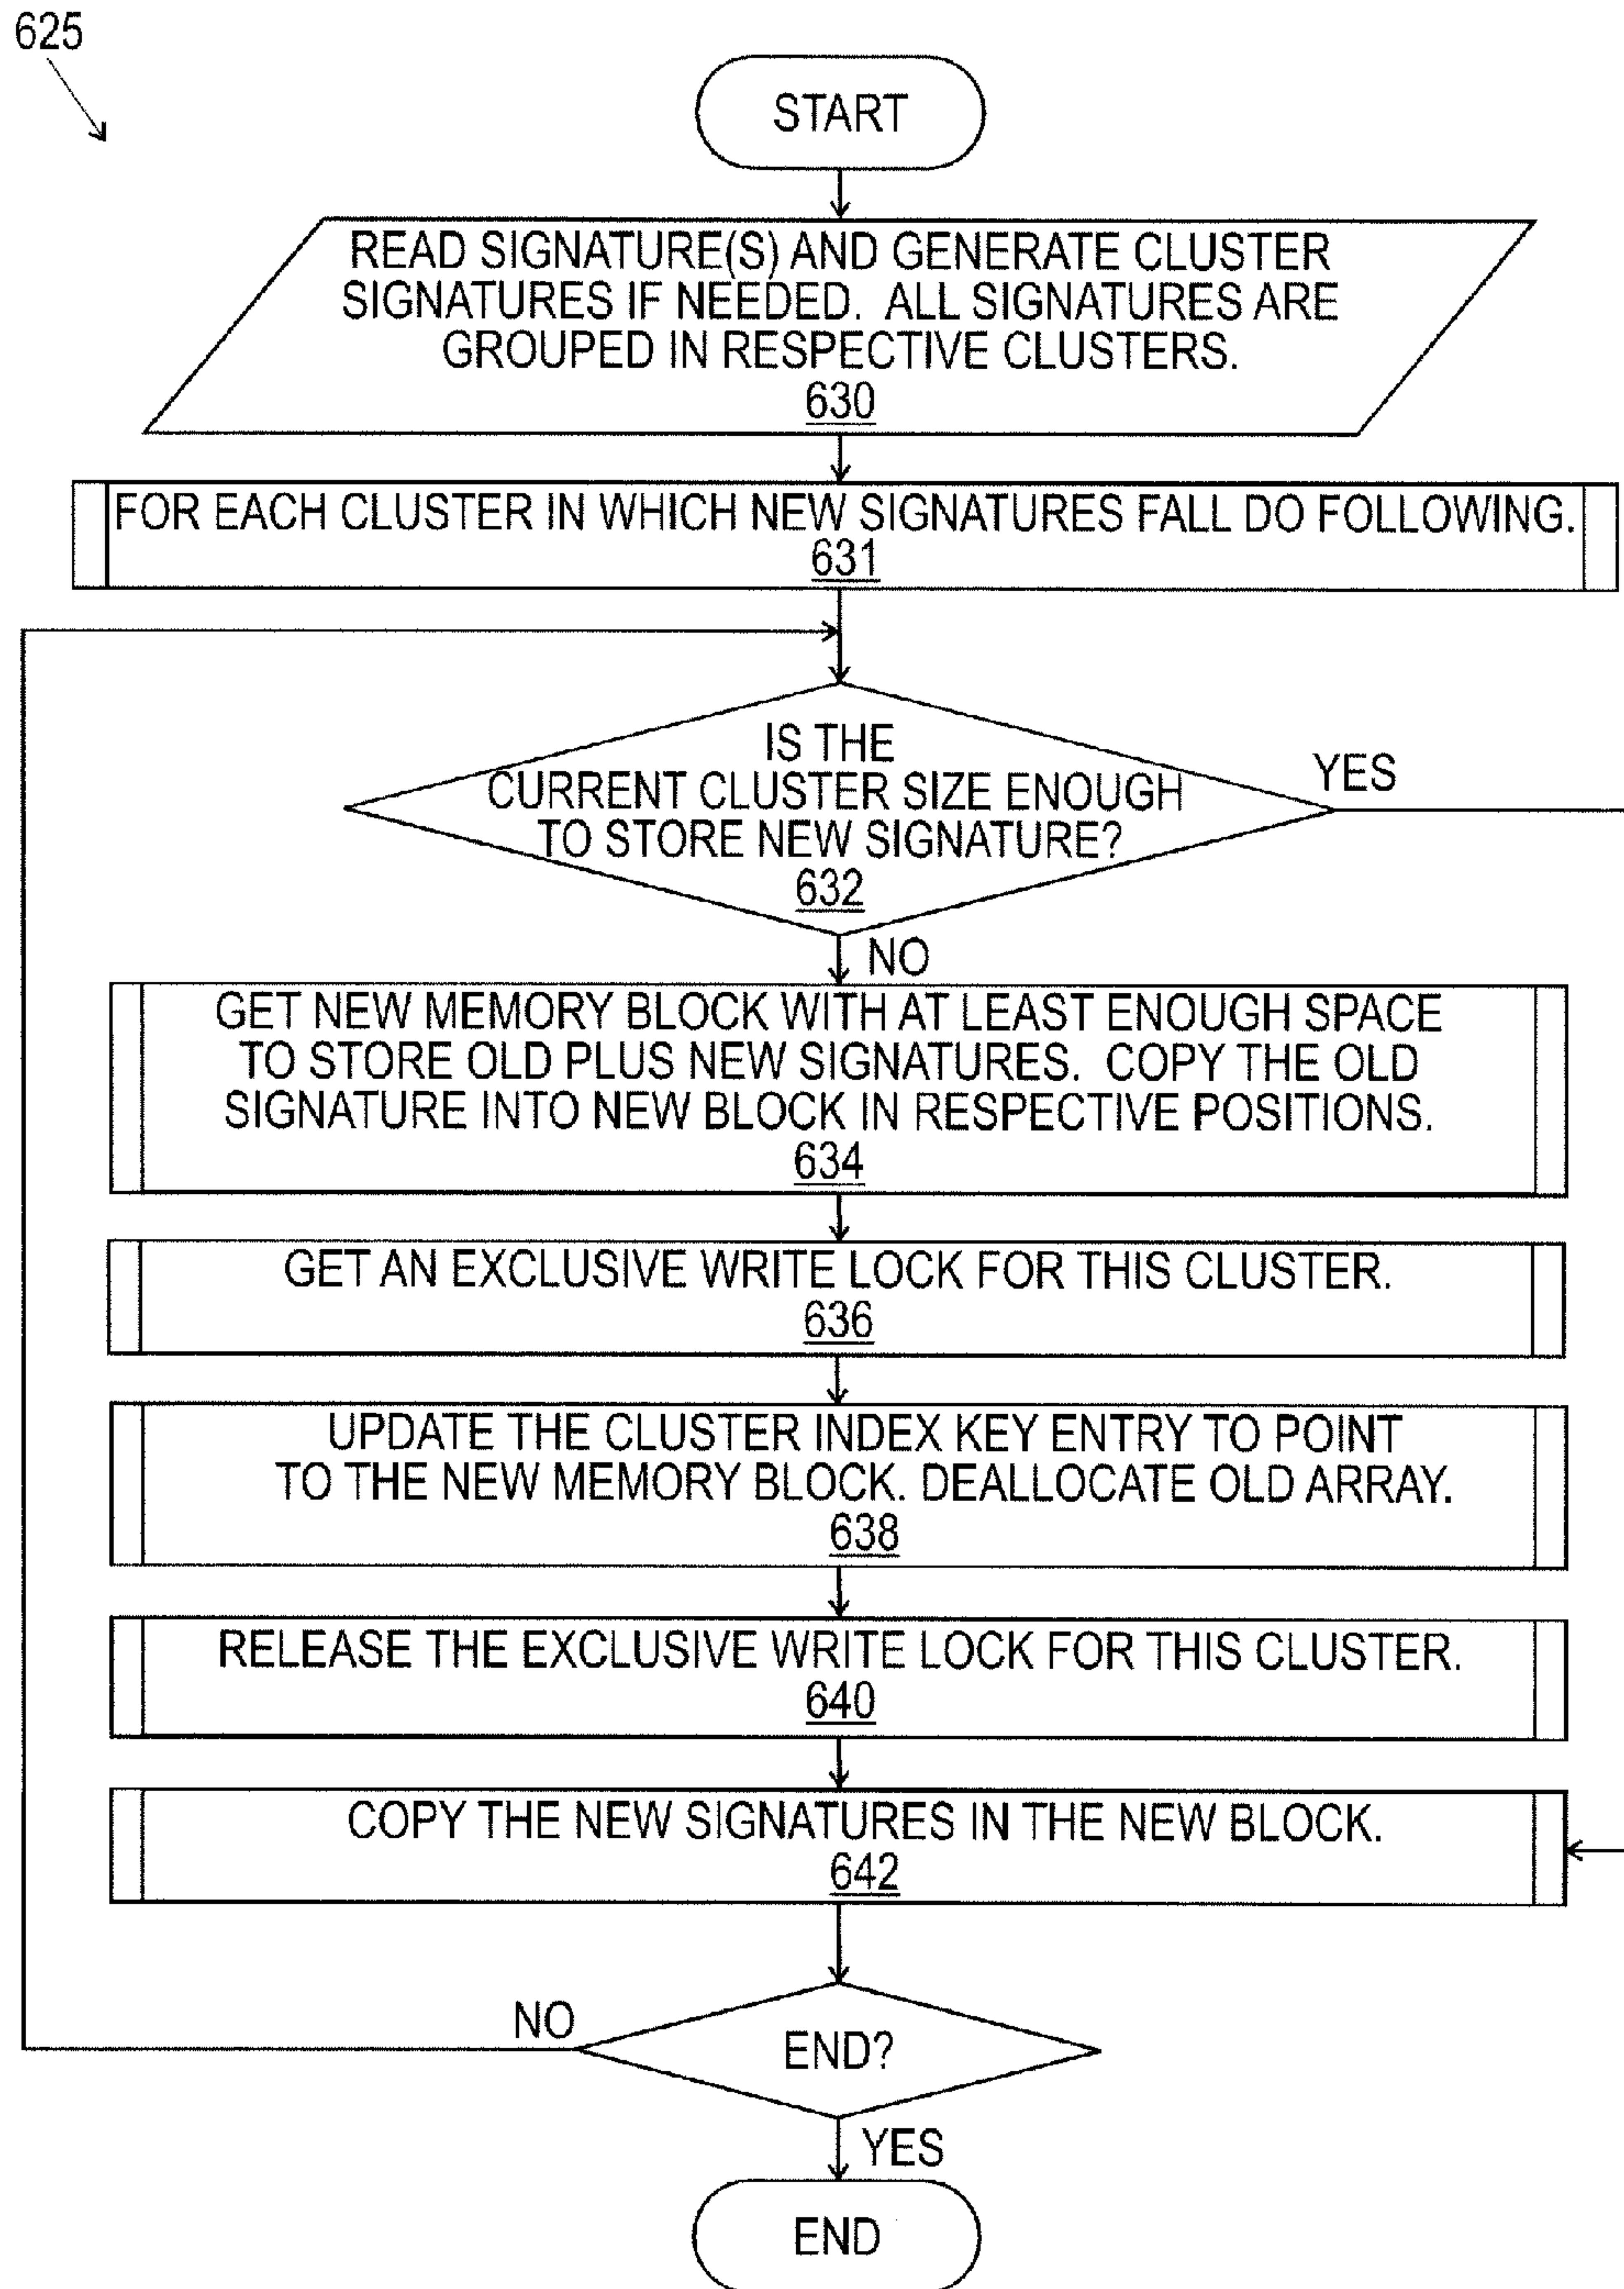 625
START
READ SIGNATURE(S) AND GENERATE CLUSTER
SIGNATURES IF NEEDED. ALL SIGNATURES ARE
GROUPED IN RESPECTIVE CLUSTERS.
630
FOR EACH CLUSTER IN WHICH NEW SIGNATURES FALL DO FOLLOWING.
631
IS THE
CURRENT CLUSTER SIZE ENOUGH
TO STORE NEW SIGNATURE?
632
YES
NO
GET NEW MEMORY BLOCK WITH AT LEAST ENOUGH SPACE
TO STORE OLD PLUS NEW SIGNATURES. COPY THE OLD
SIGNATURE INTO NEW BLOCK IN RESPECTIVE POSITIONS.
634
GET AN EXCLUSIVE WRITE LOCK FOR THIS CLUSTER.
636
UPDATE THE CLUSTER INDEX KEY ENTRY TO POINT
TO THE NEW MEMORY BLOCK. DEALLOCATE OLD ARRAY.
638
RELEASE THE EXCLUSIVE WRITE LOCK FOR THIS CLUSTER.
640
COPY THE NEW SIGNATURES IN THE NEW BLOCK.
642
NO
END?
YES
END